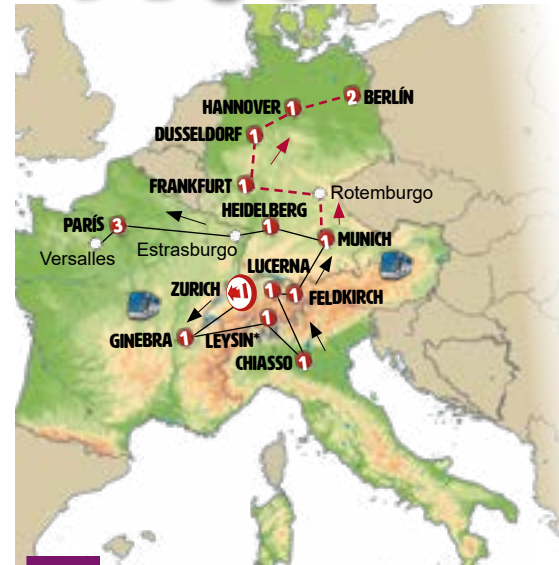 HANNOVER 1
2 BERLÍN
DUSSELDORF 1
FRANKFURT 1
Rotemburgo
HEIDELBERG
1
PARÍS 3
Estrasburgo
1 MUNICH
Versalles
LUCERNA
ZURICH 1
1 1 FELDKIRCH
GINEBRA 1
1
LEYSIN*
CHIASSO 1